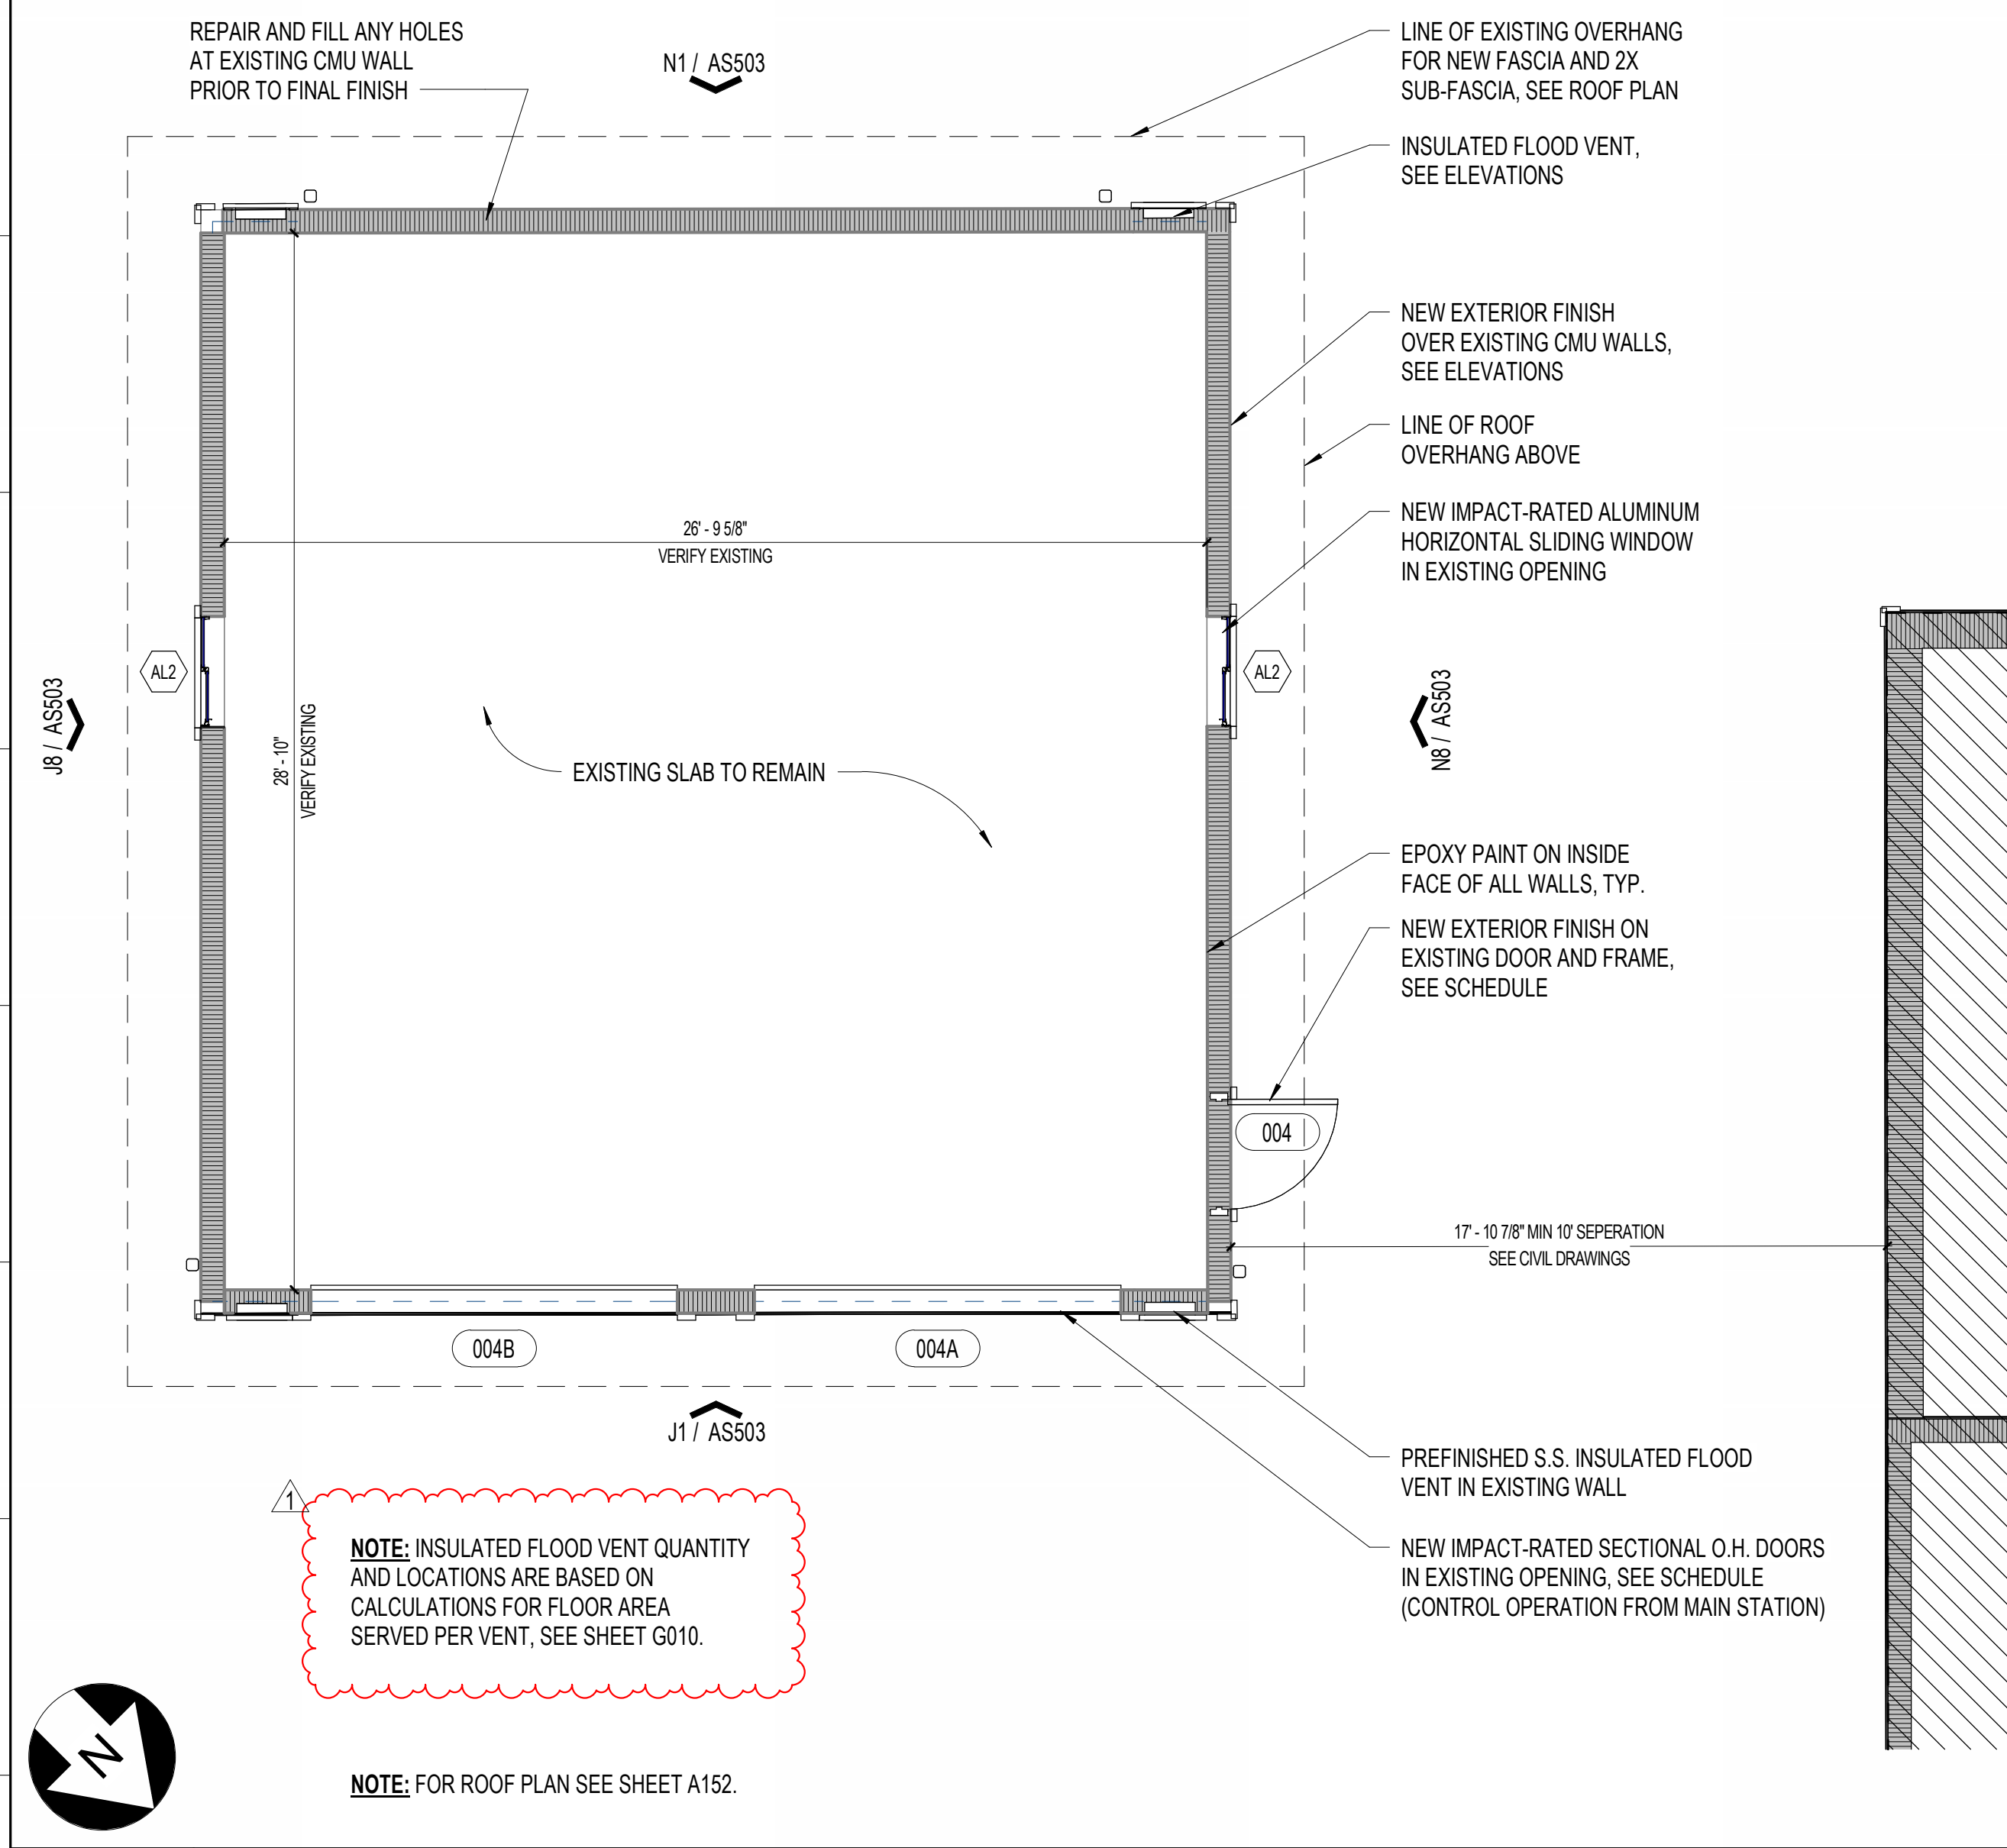 REPAIR AND FILL ANY HOLES
AT EXISTING CMU WALL
PRIOR TO FINAL FINISH
N1 / AS503
LINE OF EXISTING OVERHANG
FOR NEW FASCIA AND 2X
SUB-FASCIA, SEE ROOF PLAN
INSULATED FLOOD VENT,
SEE ELEVATIONS
NEW EXTERIOR FINISH
OVER EXISTING CMU WALLS,
SEE ELEVATIONS
LINE OF ROOF
OVERHANG ABOVE
NEW IMPACT-RATED ALUMINUM
HORIZONTAL SLIDING WINDOW
IN EXISTING OPENING
26' - 9 5/8"
VERIFY EXISTING
AL2
AL2
J8 / AS503
N8 / AS503
28' - 10"
VERIFY EXISTING
EXISTING SLAB TO REMAIN
EPOXY PAINT ON INSIDE
FACE OF ALL WALLS, TYP.
NEW EXTERIOR FINISH ON
EXISTING DOOR AND FRAME,
SEE SCHEDULE
004
17' - 10 7/8" MIN 10' SEPERATION
SEE CIVIL DRAWINGS
004B
004A
J1 / AS503
PREFINISHED S.S. INSULATED FLOOD
VENT IN EXISTING WALL
NEW IMPACT-RATED SECTIONAL O.H. DOORS
IN EXISTING OPENING, SEE SCHEDULE
(CONTROL OPERATION FROM MAIN STATION)
1
NOTE: INSULATED FLOOD VENT QUANTITY
AND LOCATIONS ARE BASED ON
CALCULATIONS FOR FLOOR AREA
SERVED PER VENT, SEE SHEET G010.
N
NOTE: FOR ROOF PLAN SEE SHEET A152.